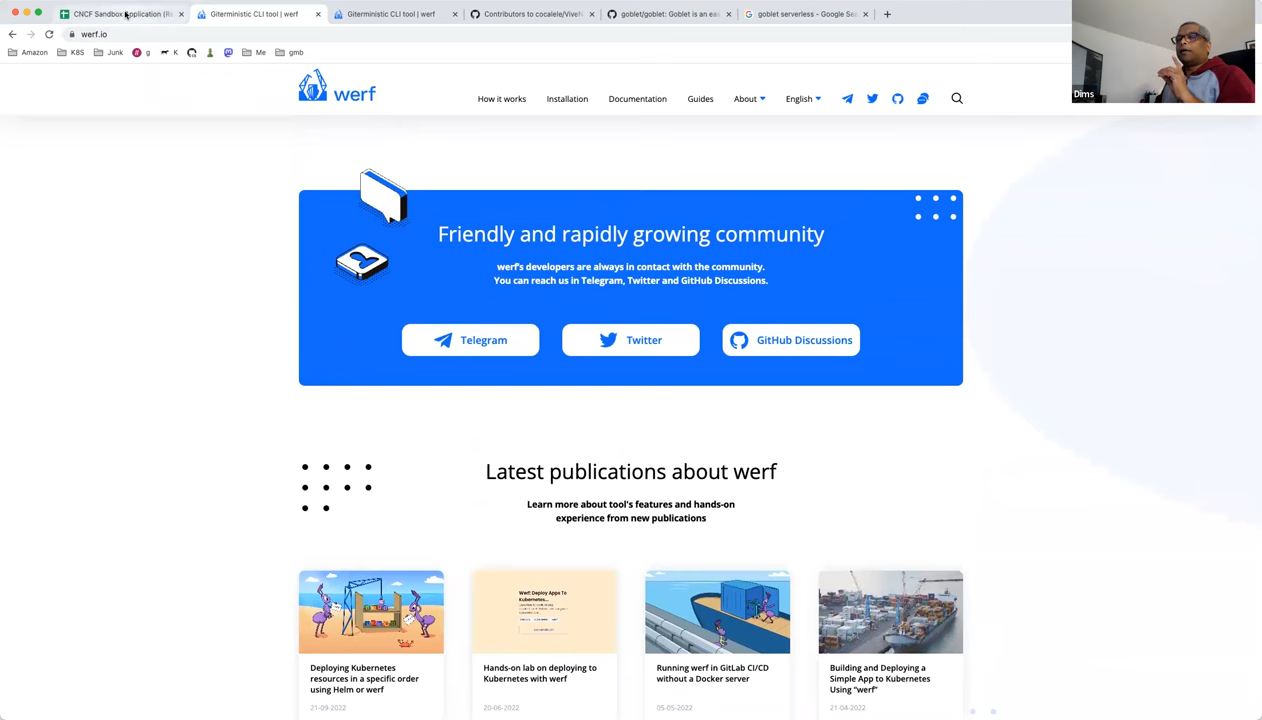 CNCF Sandbox Application (Re
Giterministic CLI tool | werf
Giterministic CLI tool | werf
Contributors to cocalele/ViveN
goblet/goblet: Goblet is an eas
goblet serverless - Google Sea
werf.io
Amazon
K8S
Junk
g
K
Me
gmb
Dims
werf
How it works
Installation
Documentation
Guides
About
English
Friendly and rapidly growing community
werf's developers are always in contact with the community.
You can reach us in Telegram, Twitter and GitHub Discussions.
Telegram
Twitter
GitHub Discussions
Latest publications about werf
Learn more about tool's features and hands-on
experience from new publications
Werf: Deploy Apps To
Kubernetes...
Deploying Kubernetes
resources in a specific order
using Helm or werf
21-09-2022
Hands-on lab on deploying to
Kubernetes with werf
20-06-2022
Running werf in GitLab CI/CD
without a Docker server
05-05-2022
Building and Deploying a
Simple App to Kubernetes
Using "werf"
21-04-2022